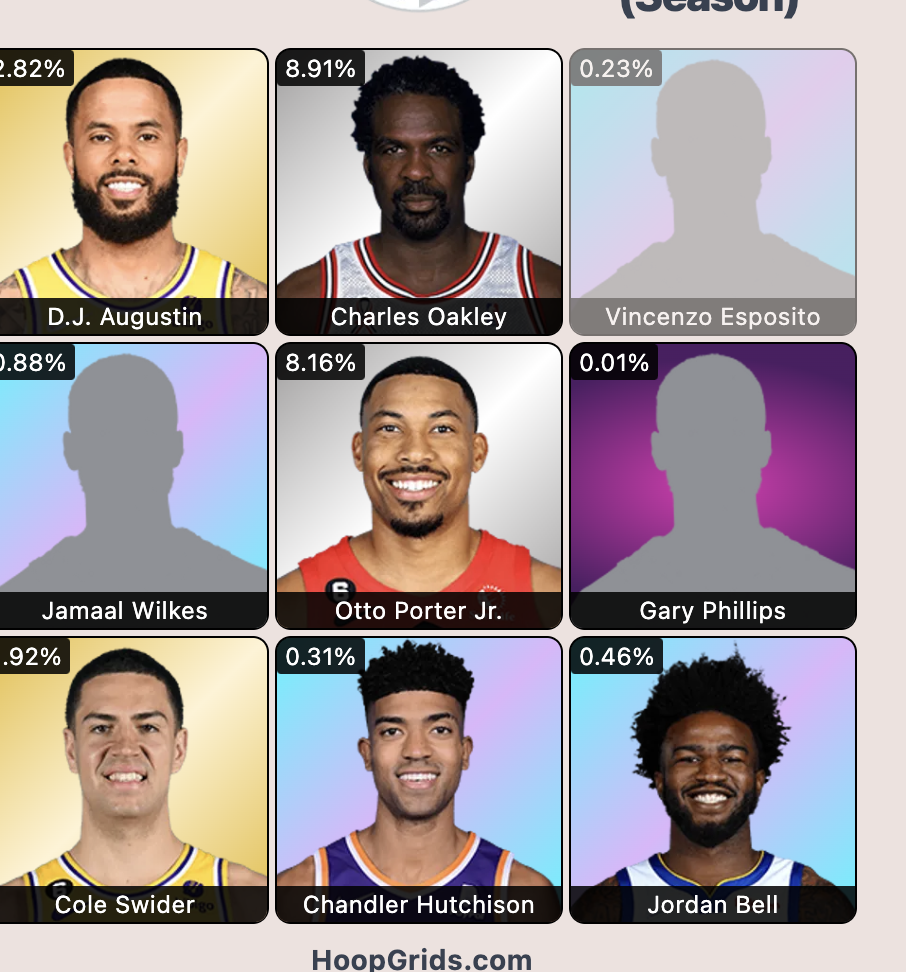 (Season)
2.82%
8.91%
0.23%
D.J. Augustin
Charles Oakley
Vincenzo Esposito
0.88%
8.16%
0.01%
Jamaal Wilkes
Otto Porter Jr.
Gary Phillips
.92%
0.31%
0.46%
Cole Swider
Chandler Hutchison
Jordan Bell
HoopGrids.com